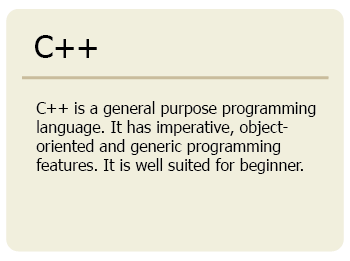 C++
C++ is a general purpose programming
language. It has imperative, object-
oriented and generic programming
features. It is well suited for beginner.